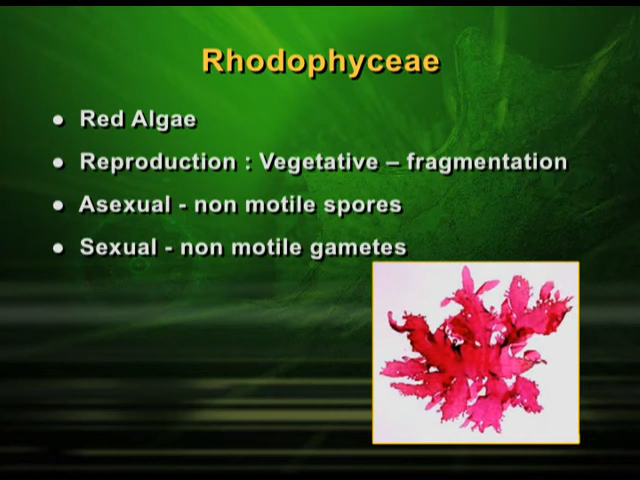 Rhodophyceae
● Red Algae
● Reproduction : Vegetative – fragmentation
● Asexual - non motile spores
● Sexual - non motile gametes